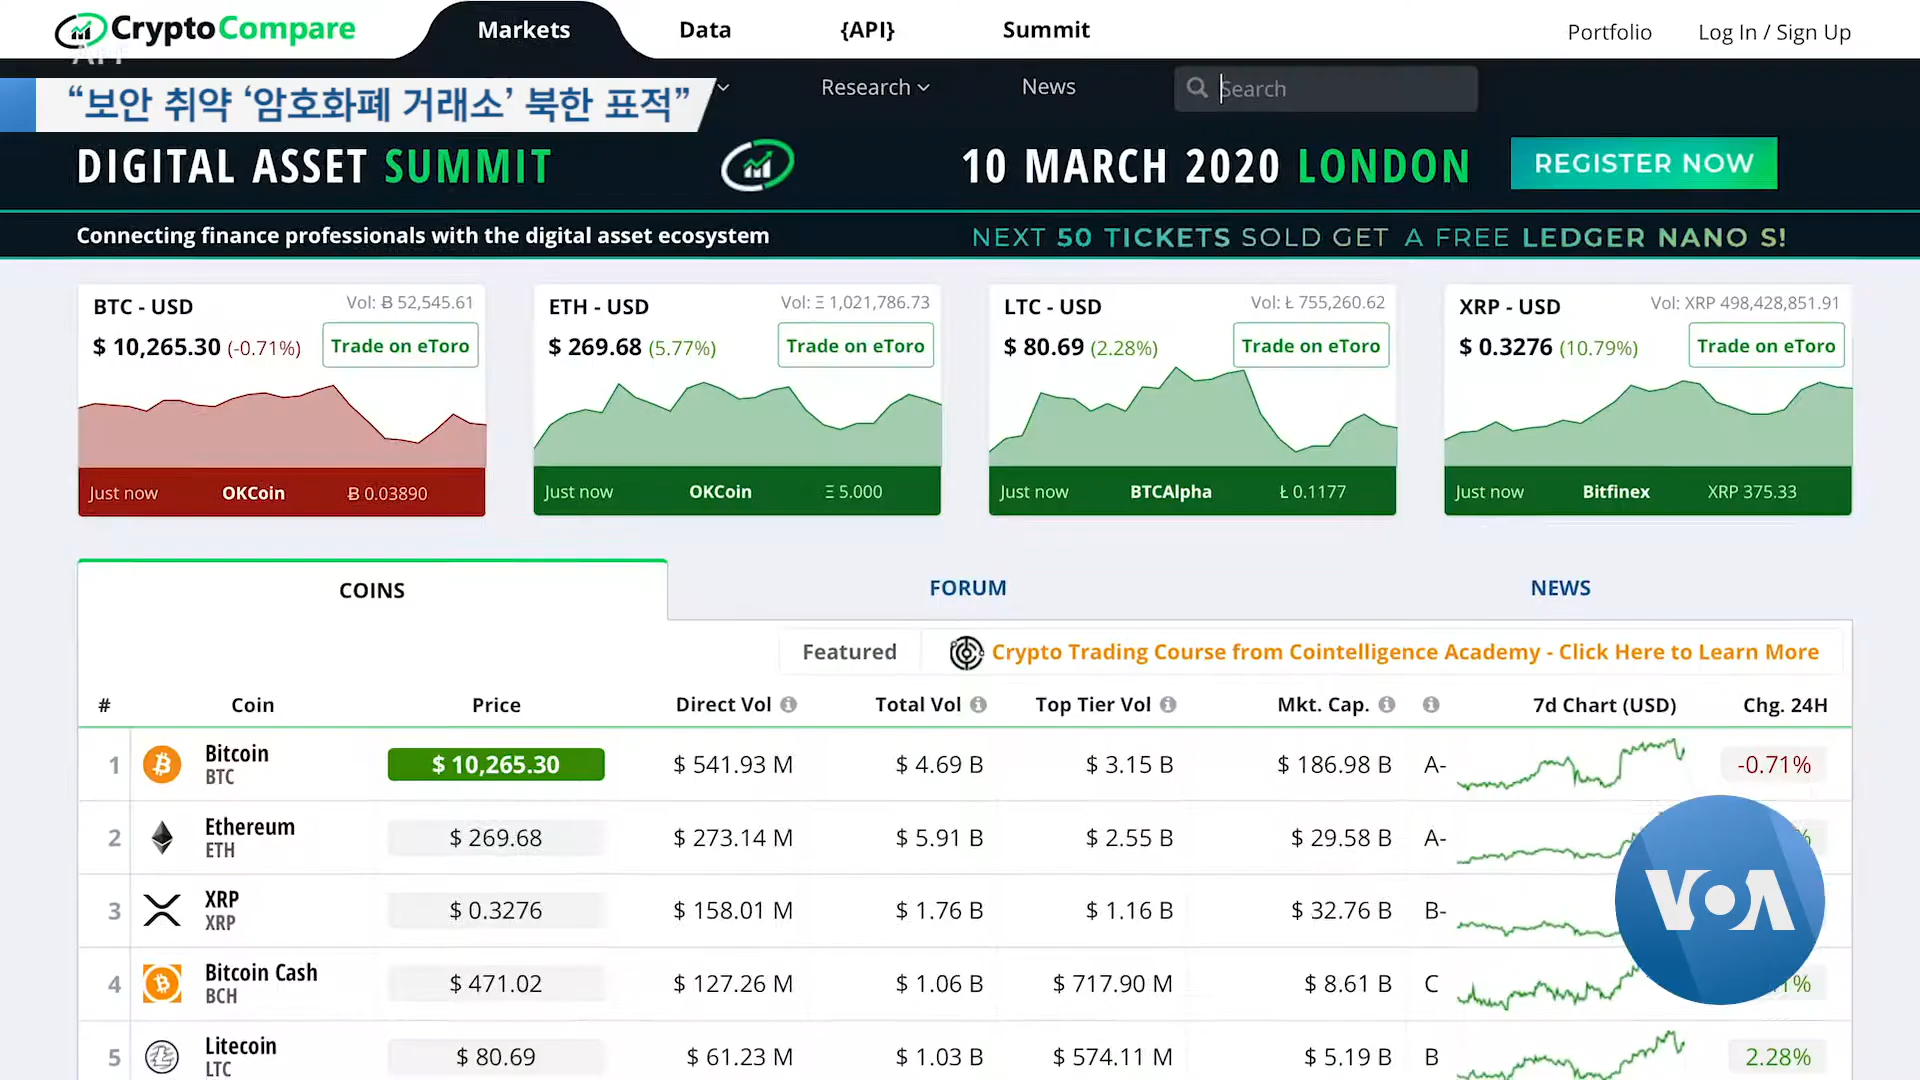 CryptoCompare
Markets
Data
{API}
Summit
Portfolio
Log In / Sign Up
AFP
“보안 취약 ‘암호화폐 거래소’ 북한 표적”
Research
News
Search
DIGITAL ASSET SUMMIT
10 MARCH 2020 LONDON
REGISTER NOW
Connecting finance professionals with the digital asset ecosystem
NEXT 50 TICKETS SOLD GET A FREE LEDGER NANO S!
BTC - USD
Vol: Ƀ 52,545.61
$ 10,265.30 (-0.71%)
Trade on eToro
Just now OKCoin Ƀ 0.03890
ETH - USD
Vol: Ξ 1,021,786.73
$ 269.68 (5.77%)
Trade on eToro
Just now OKCoin Ξ 5.000
LTC - USD
Vol: Ł 755,260.62
$ 80.69 (2.28%)
Trade on eToro
Just now BTCAlpha Ł 0.1177
XRP - USD
Vol: XRP 498,428,851.91
$ 0.3276 (10.79%)
Trade on eToro
Just now Bitfinex XRP 375.33
COINS
FORUM
NEWS
Featured
Crypto Trading Course from Cointelligence Academy - Click Here to Learn More
# Coin Price Direct Vol Total Vol Top Tier Vol Mkt. Cap. 7d Chart (USD) Chg. 24H
1 Bitcoin BTC $ 10,265.30 $ 541.93 M $ 4.69 B $ 3.15 B $ 186.98 B A- -0.71%
2 Ethereum ETH $ 269.68 $ 273.14 M $ 5.91 B $ 2.55 B $ 29.58 B A- %
3 XRP XRP $ 0.3276 $ 158.01 M $ 1.76 B $ 1.16 B $ 32.76 B B-
4 Bitcoin Cash BCH $ 471.02 $ 127.26 M $ 1.06 B $ 717.90 M $ 8.61 B C 1%
5 Litecoin LTC $ 80.69 $ 61.23 M $ 1.03 B $ 574.11 M $ 5.19 B B 2.28%
VOA